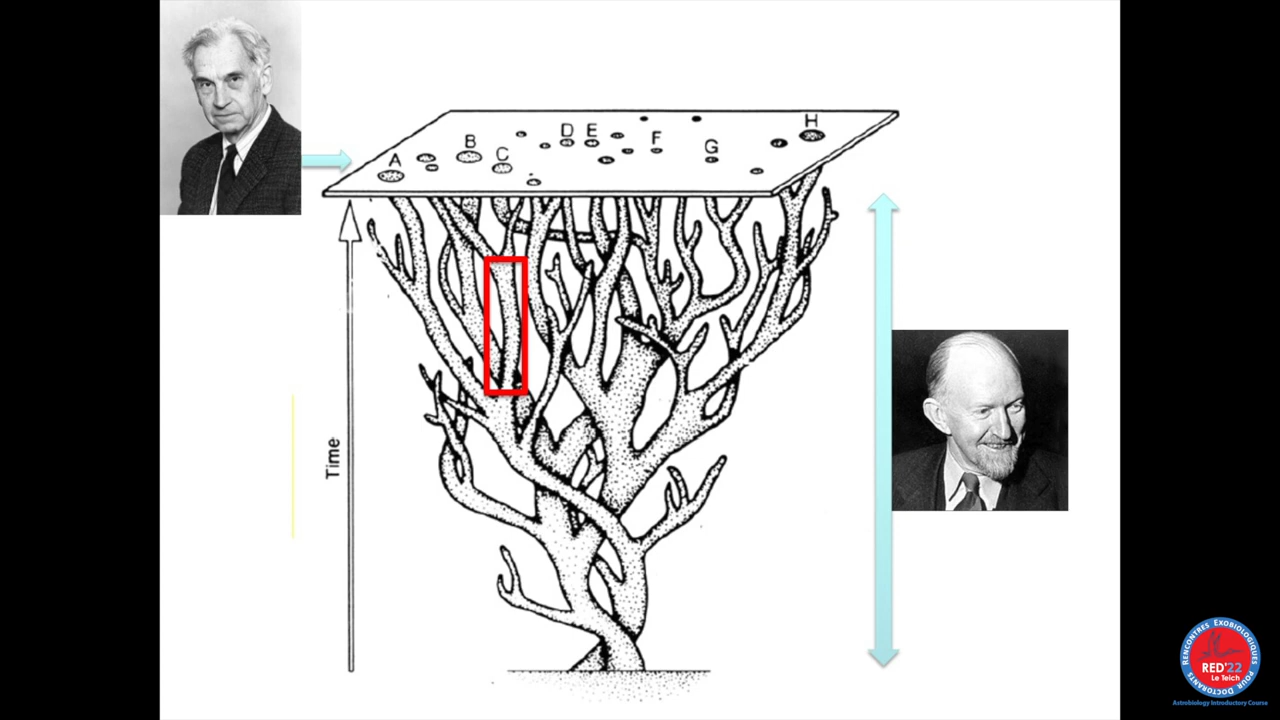 A
B
C
D
E
F
G
H
Time
RENCONTRES EXOBIOLOGIQUES POUR DOCTORANTS
RED'22
Le Teich
Astrobiology Introductory Course